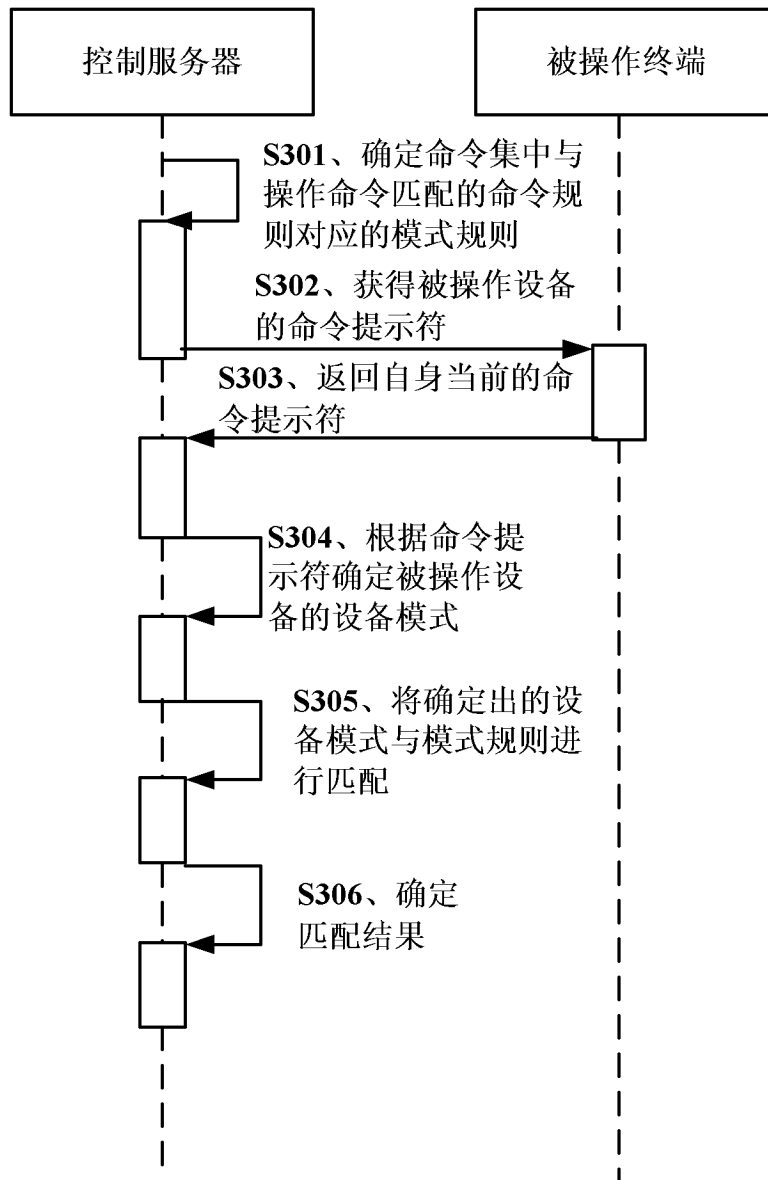 控制服务器
被操作终端
S301、确定命令集中与
操作命令匹配的命令规
则对应的模式规则
S302、获得被操作设备
的命令提示符
S303、返回自身当前的命
令提示符
S304、根据命令提
示符确定被操作设
备的设备模式
S305、将确定出的设
备模式与模式规则进
行匹配
S306、确定
匹配结果